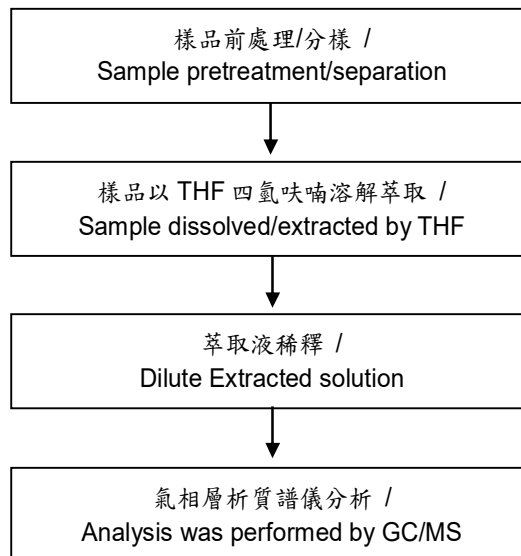 樣品前處理/分樣 /
Sample pretreatment/separation
樣品以 THF 四氫呋喃溶解萃取 /
Sample dissolved/extracted by THF
萃取液稀釋 /
Dilute Extracted solution
氣相層析質譜儀分析 /
Analysis was performed by GC/MS